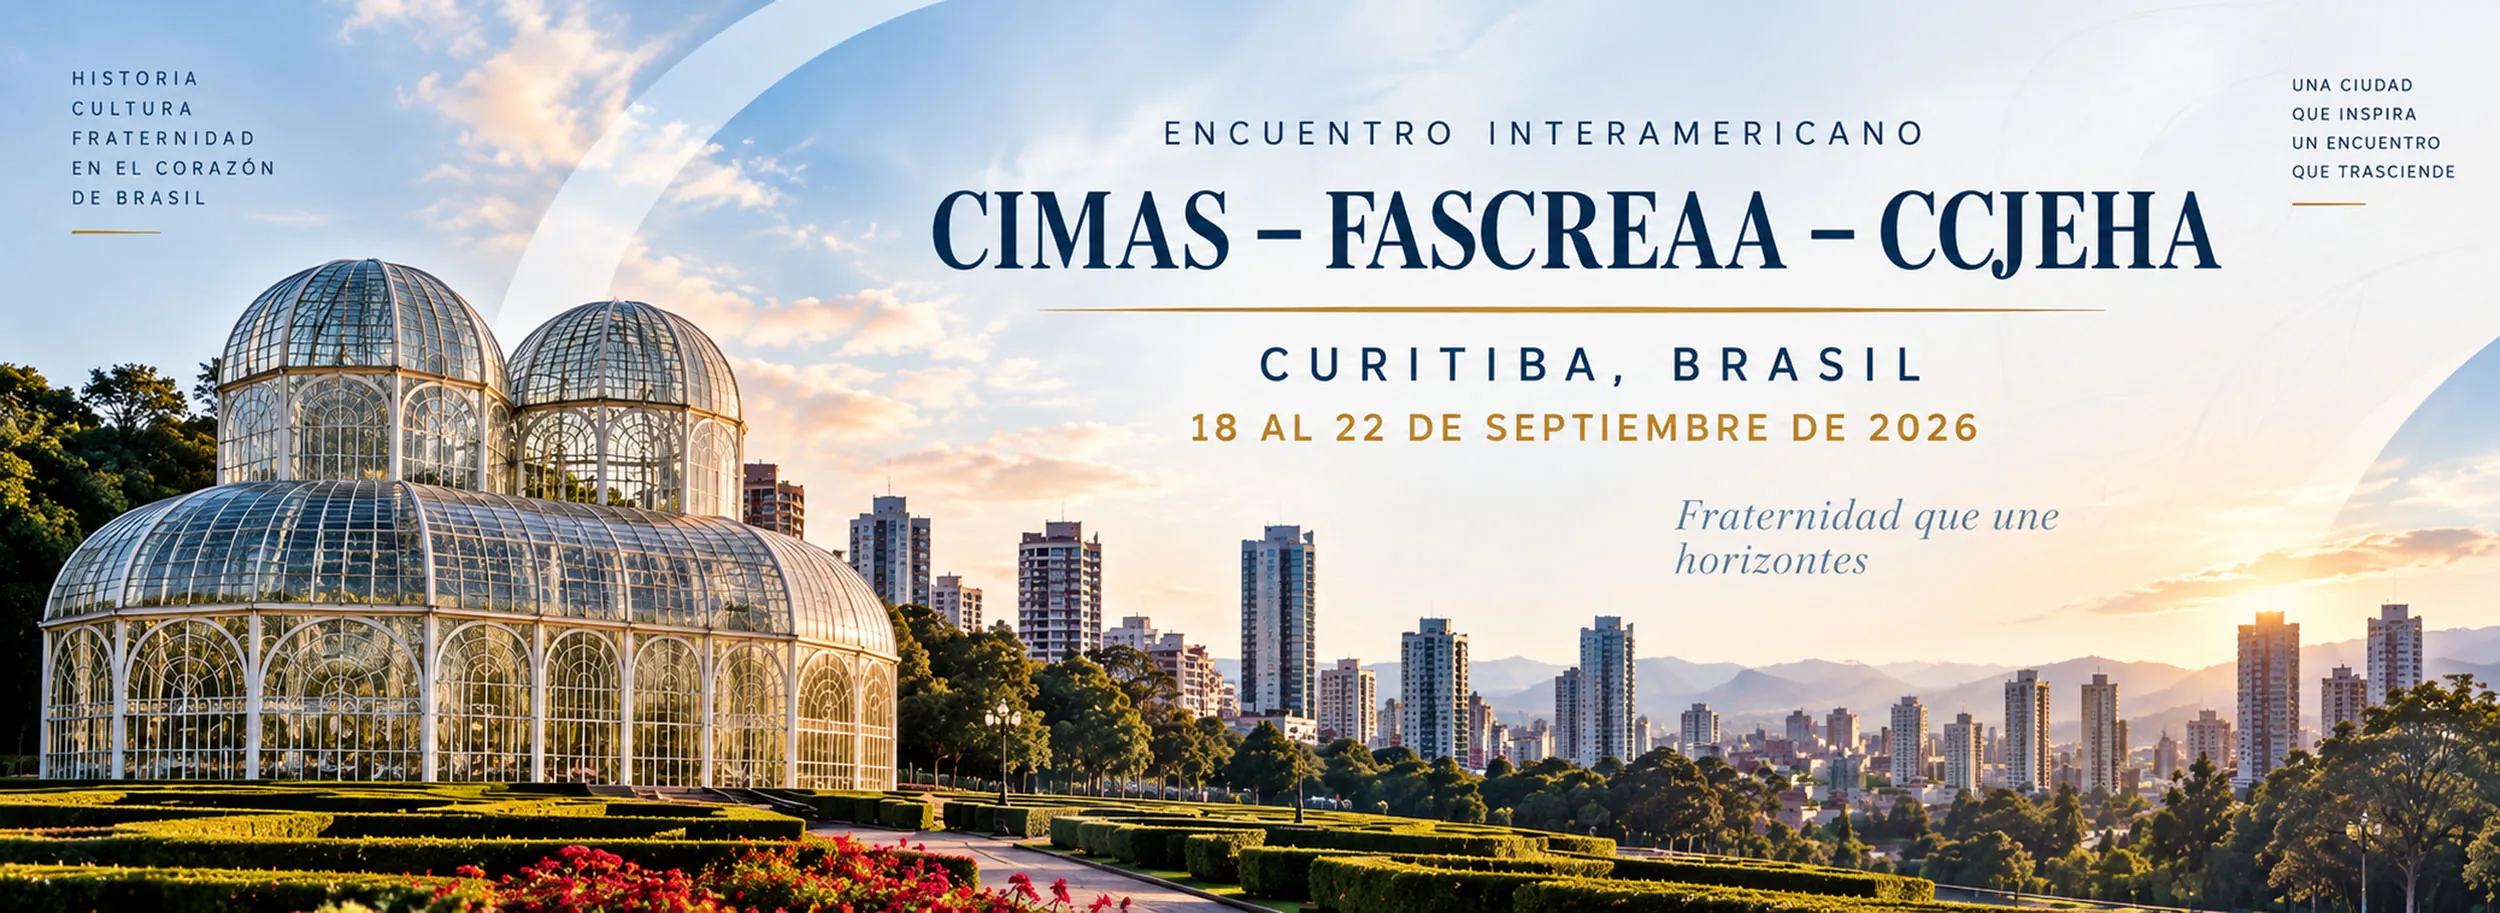 HISTORIA
CULTURA
FRATERNIDAD
EN EL CORAZÓN
DE BRASIL
ENCUENTRO INTERAMERICANO
CIMAS – FASCREAA – CCJEHA
CURITIBA, BRASIL
18 AL 22 DE SEPTIEMBRE DE 2026
Fraternidad que une
horizontes
UNA CIUDAD
QUE INSPIRA
UN ENCUENTRO
QUE TRASCIENDE